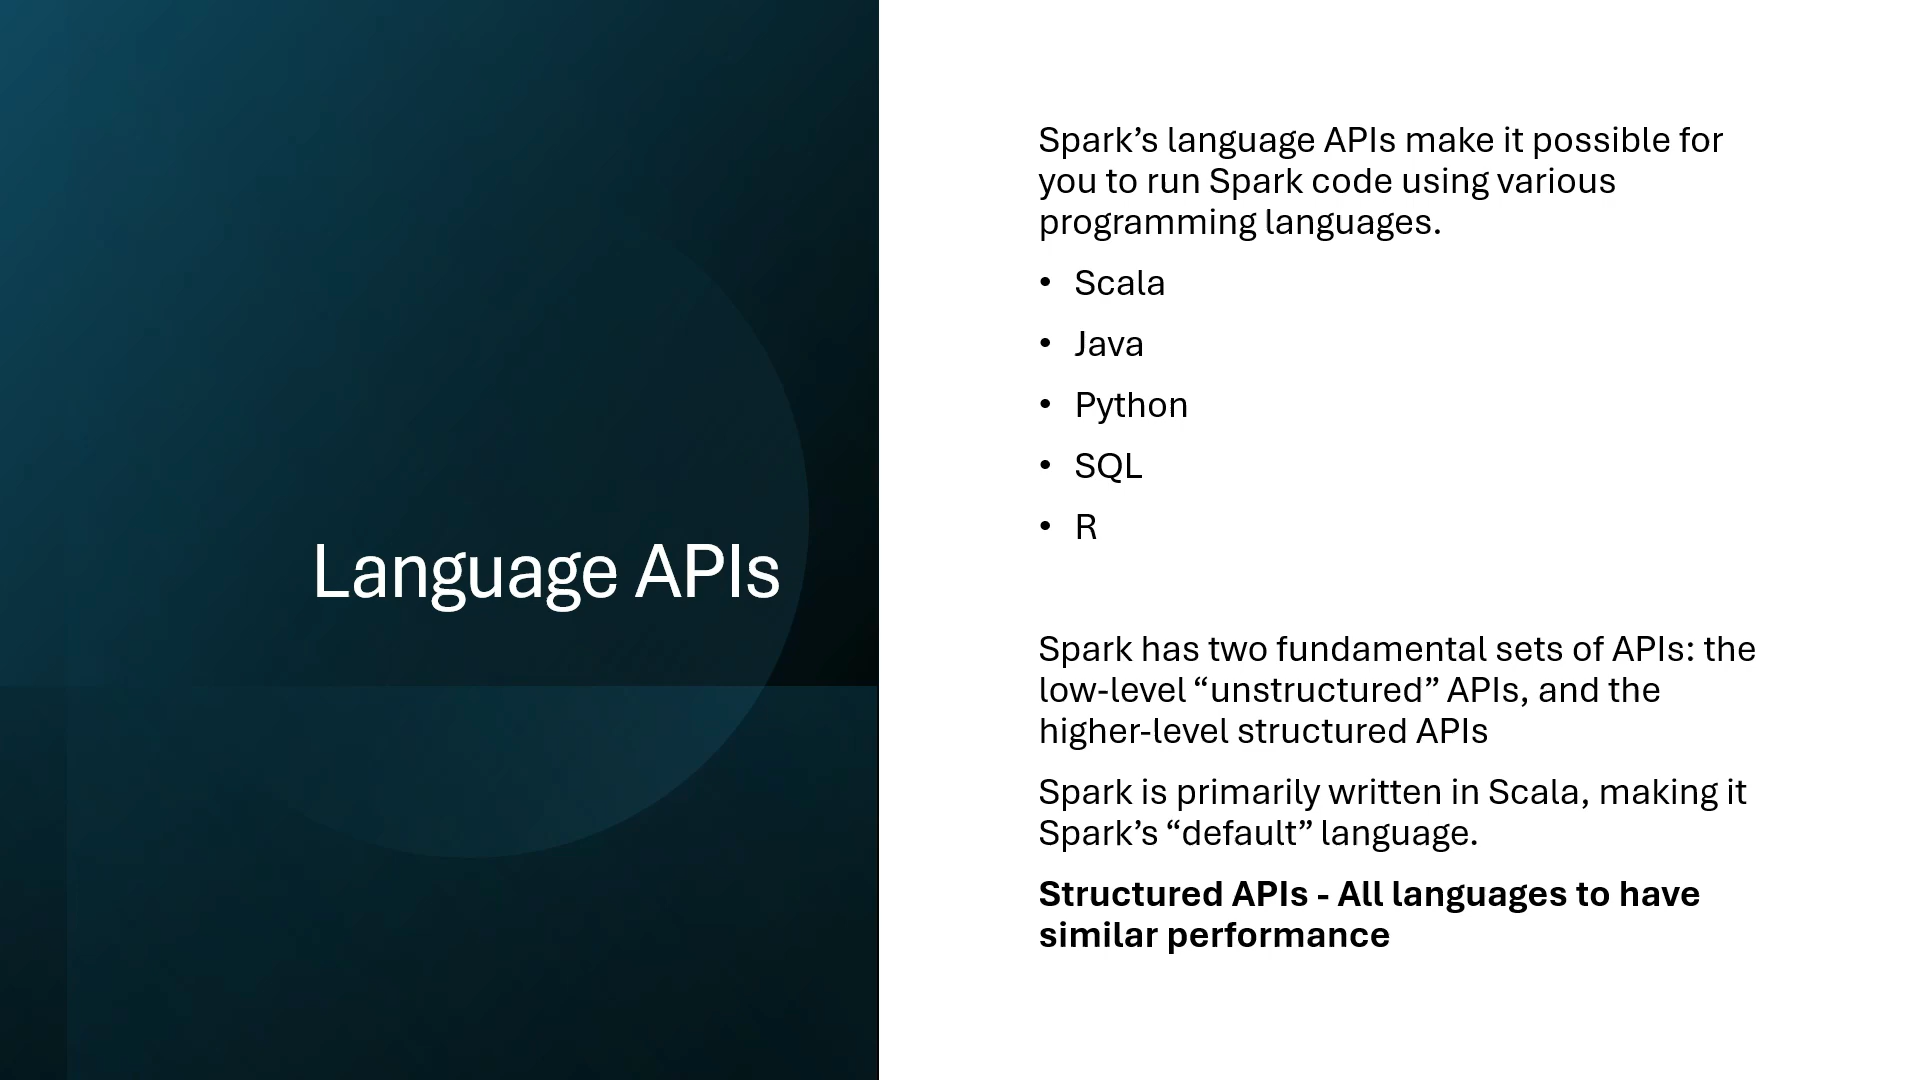 Language APIs
Spark’s language APIs make it possible for
you to run Spark code using various
programming languages.
• Scala
• Java
• Python
• SQL
• R
Spark has two fundamental sets of APIs: the
low-level “unstructured” APIs, and the
higher-level structured APIs
Spark is primarily written in Scala, making it
Spark’s “default” language.
Structured APIs - All languages to have
similar performance